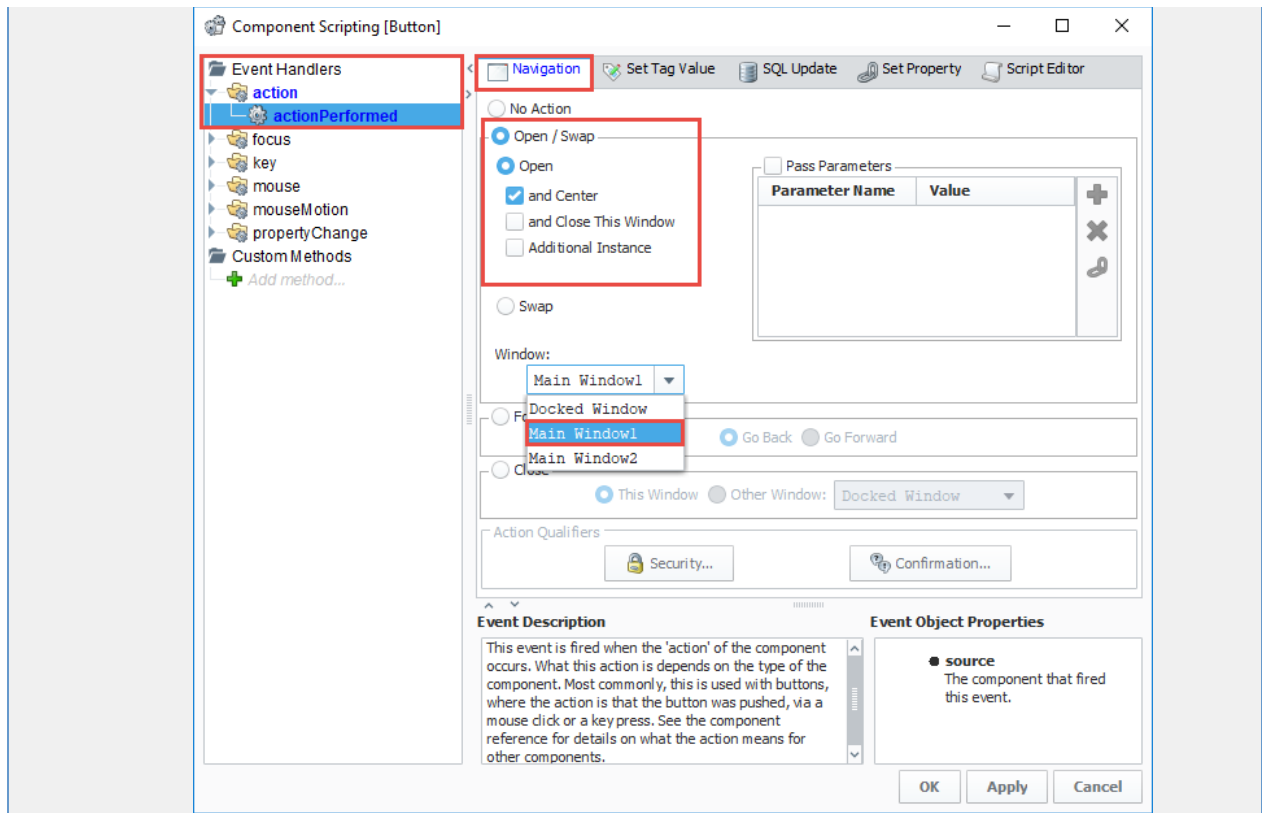 Component Scripting [Button]
Event Handlers
action
actionPerformed
focus
key
mouse
mouseMotion
propertyChange
Custom Methods
Add method...
Navigation
Set Tag Value
SQL Update
Set Property
Script Editor
No Action
Open / Swap
Open
and Center
and Close This Window
Additional Instance
Pass Parameters
Parameter Name Value
Swap
Window:
Main Window1
Docked Window
Main Window1
Main Window2
Go Back Go Forward
Close
This Window Other Window: Docked Window
Action Qualifiers
Security...
Confirmation...
Event Description
This event is fired when the 'action' of the component
occurs. What this action is depends on the type of the
component. Most commonly, this is used with buttons,
where the action is that the button was pushed, via a
mouse click or a key press. See the component
reference for details on what the action means for
other components.
Event Object Properties
source
The component that fired
this event.
OK Apply Cancel